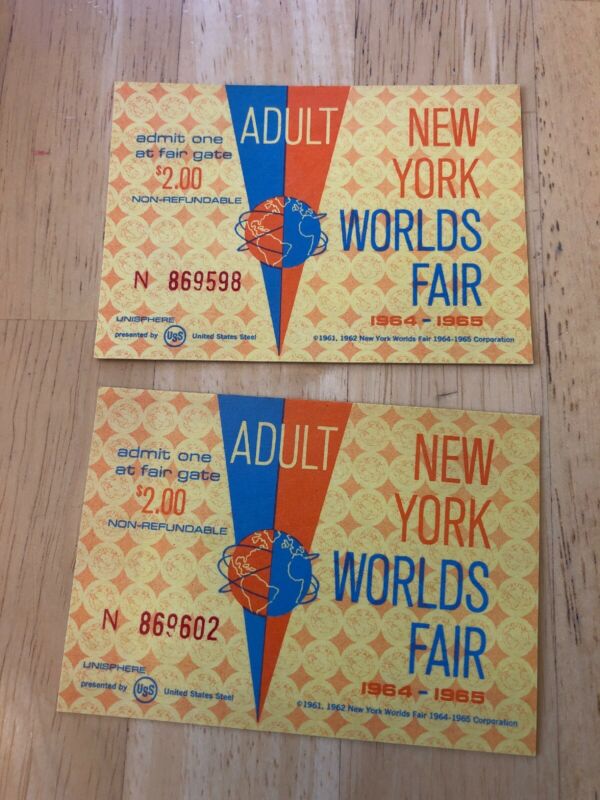 ADULT
admit one
at fair gate
$2.00
NON-REFUNDABLE
NEW
YORK
WORLDS
FAIR
1964-1965
N 869598
UNISPHERE
presented by USS United States Steel
©1961, 1962 New York Worlds Fair 1964-1965 Corporation
ADULT
admit one
at fair gate
$2.00
NON-REFUNDABLE
NEW
YORK
WORLDS
FAIR
1964-1965
N 869602
UNISPHERE
presented by USS United States Steel
©1961, 1962 New York Worlds Fair 1964-1965 Corporation